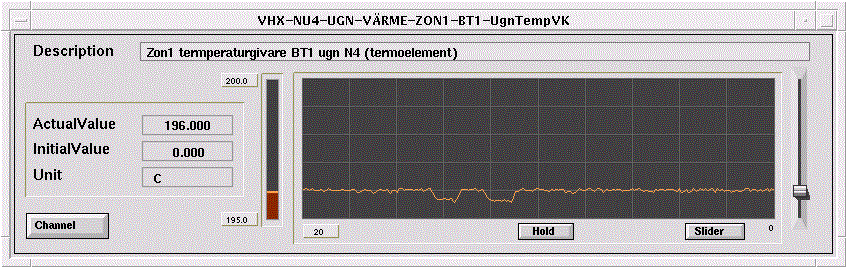 VHX-NU4-UGN-VÄRME-ZON1-BT1-UgnTempVK
Description Zon1 termperaturgivare BT1 ugn N4 (termoelement)
200.0
ActualValue 196.000
InitialValue 0.000
Unit C
195.0
Channel
20 Hold Slider 0